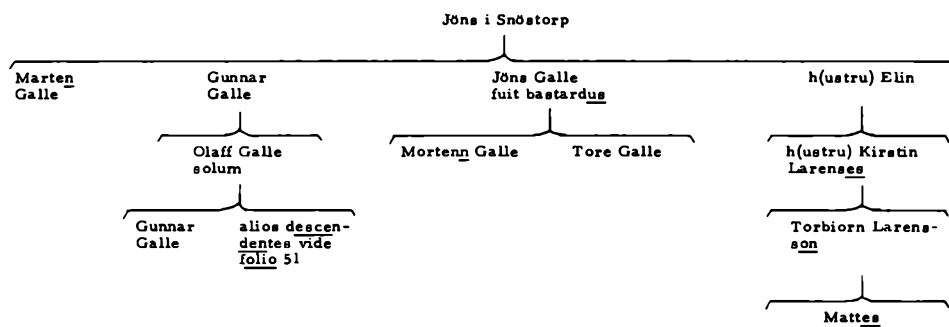 Jöns i Snöstorp
Marten
Galle
Gunnar
Galle
Jöns Galle
fuit bastardus
h(ustru) Elin
Olaff Galle
solum
Mortenn Galle
Tore Galle
h(ustru) Kirstin
Larenses
Gunnar
Galle
alios descen-
dentes vide
folio 51
Torbiorn Larens-
son
Mattes